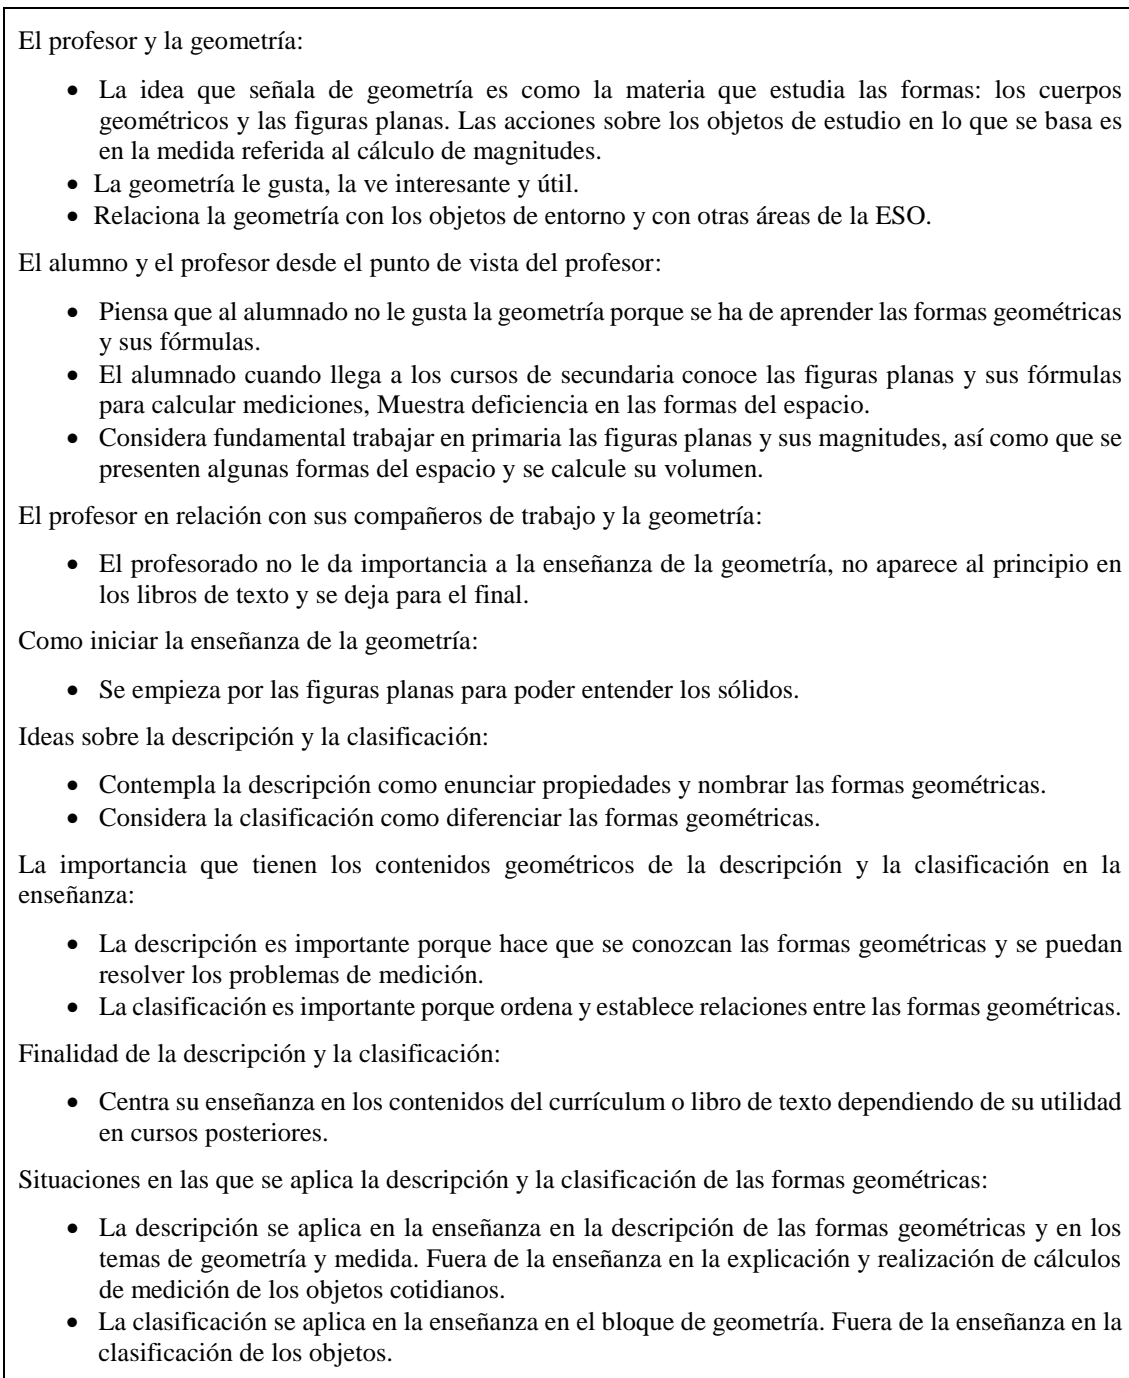 El profesor y la geometría:
• La idea que señala de geometría es como la materia que estudia las formas: los cuerpos
geométricos y las figuras planas. Las acciones sobre los objetos de estudio en lo que se basa es
en la medida referida al cálculo de magnitudes.
• La geometría le gusta, la ve interesante y útil.
• Relaciona la geometría con los objetos de entorno y con otras áreas de la ESO.
El alumno y el profesor desde el punto de vista del profesor:
• Piensa que al alumnado no le gusta la geometría porque se ha de aprender las formas geométricas
y sus fórmulas.
• El alumnado cuando llega a los cursos de secundaria conoce las figuras planas y sus fórmulas
para calcular mediciones, Muestra deficiencia en las formas del espacio.
• Considera fundamental trabajar en primaria las figuras planas y sus magnitudes, así como que se
presenten algunas formas del espacio y se calcule su volumen.
El profesor en relación con sus compañeros de trabajo y la geometría:
• El profesorado no le da importancia a la enseñanza de la geometría, no aparece al principio en
los libros de texto y se deja para el final.
Como iniciar la enseñanza de la geometría:
• Se empieza por las figuras planas para poder entender los sólidos.
Ideas sobre la descripción y la clasificación:
• Contempla la descripción como enunciar propiedades y nombrar las formas geométricas.
• Considera la clasificación como diferenciar las formas geométricas.
La importancia que tienen los contenidos geométricos de la descripción y la clasificación en la
enseñanza:
• La descripción es importante porque hace que se conozcan las formas geométricas y se puedan
resolver los problemas de medición.
• La clasificación es importante porque ordena y establece relaciones entre las formas geométricas.
Finalidad de la descripción y la clasificación:
• Centra su enseñanza en los contenidos del currículum o libro de texto dependiendo de su utilidad
en cursos posteriores.
Situaciones en las que se aplica la descripción y la clasificación de las formas geométricas:
• La descripción se aplica en la enseñanza en la descripción de las formas geométricas y en los
temas de geometría y medida. Fuera de la enseñanza en la explicación y realización de cálculos
de medición de los objetos cotidianos.
• La clasificación se aplica en la enseñanza en el bloque de geometría. Fuera de la enseñanza en la
clasificación de los objetos.